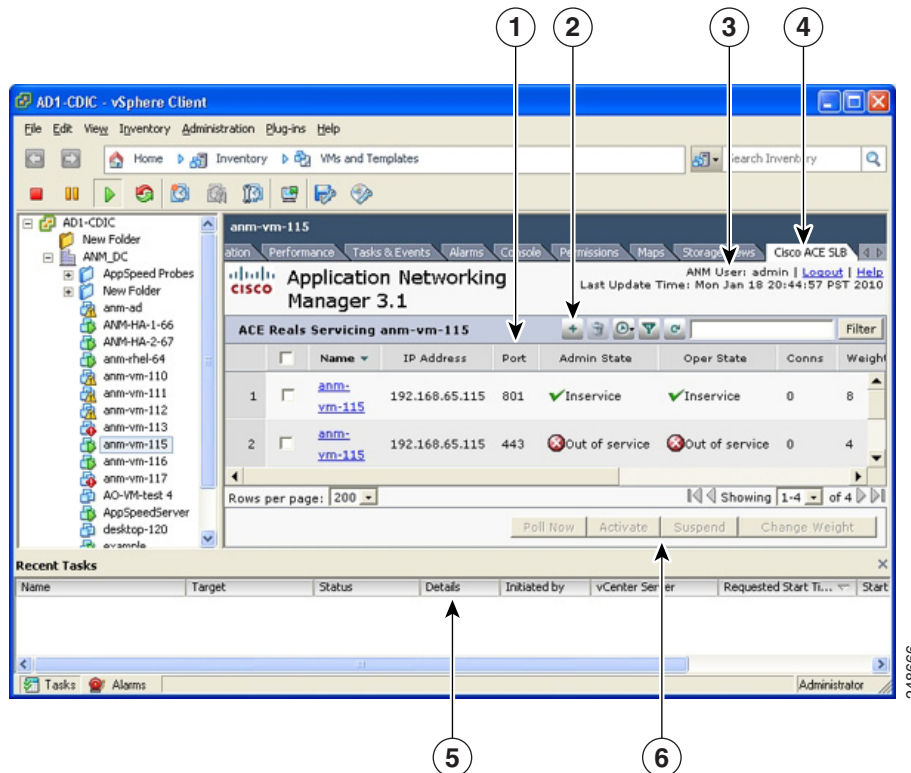 1 2 3 4
AD1-CDIC - vSphere Client
File Edit View Inventory Administration Plug-ins Help
Home Inventory VMs and Templates Search Inventory
AD1-CDIC
New Folder
ANM_DC
AppSpeed Probes
New Folder
anm-ad
ANM-HA-1-66
ANM-HA-2-67
anm-rhel-64
anm-vm-110
anm-vm-111
anm-vm-112
anm-vm-113
anm-vm-115
anm-vm-116
anm-vm-117
AO-VM-test 4
AppSpeedServer
desktop-120
example
anm-vm-115
ation Performance Tasks & Events Alarms Console Permissions Maps Storage Views Cisco ACE SLB
CISCO
Application Networking
Manager 3.1
ANM User: admin | Logout | Help
Last Update Time: Mon Jan 18 20:44:57 PST 2010
ACE Reals Servicing anm-vm-115 Filter
Name IP Address Port Admin State Oper State Conns Weight
1 anm-vm-115 192.168.65.115 801 Inservice Inservice 0 8
2 anm-vm-115 192.168.65.115 443 Out of service Out of service 0 4
Rows per page: 200 Showing 1-4 of 4
Poll Now Activate Suspend Change Weight
Recent Tasks
Name Target Status Details Initiated by vCenter Server Requested Start Ti... Start
Tasks Alarms Administrator
248666
5 6